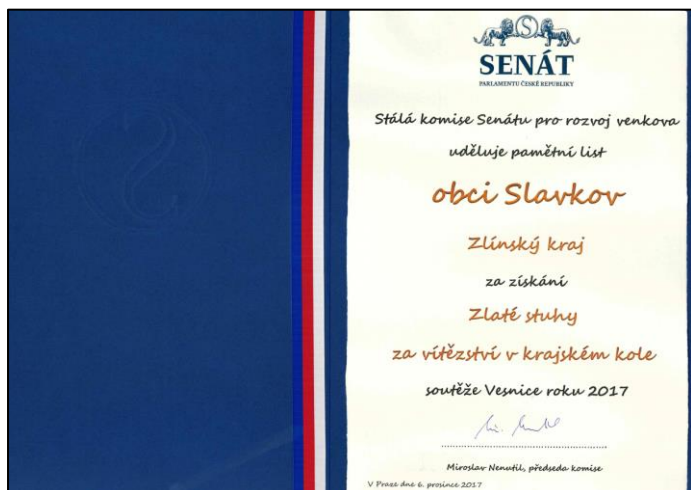 S
SENÁT
PARLAMENTU ČESKÉ REPUBLIKY
Stálá komise Senátu pro rozvoj venkova
uděluje pamětní list
obci Slavkov
Zlínský kraj
za získání
Zlaté stuhy
za vítězství v krajském kole
soutěže Vesnice roku 2017
Miroslav Nenutil, předseda komise
V Praze dne 6. prosince 2017